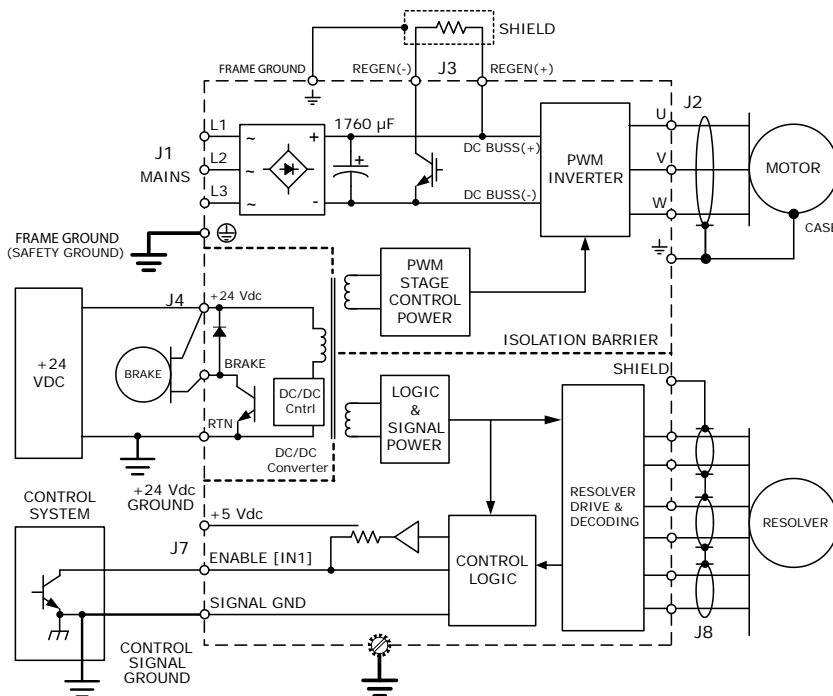 SHIELD
FRAME GROUND
REGEN(-)
J3
REGEN(+)
J1
MAINS
L1
L2
L3
~
~
~
+
-
1760 µF
+
DC BUSS(+)
DC BUSS(-)
PWM
INVERTER
U
V
W
J2
MOTOR
CASE
FRAME GROUND
(SAFETY GROUND)
PWM
STAGE
CONTROL
POWER
ISOLATION BARRIER
J4
+24 Vdc
+24
VDC
BRAKE
BRAKE
RTN
DC/DC
Cntrl
DC/DC
Converter
LOGIC
&
SIGNAL
POWER
SHIELD
RESOLVER
DRIVE &
DECODING
RESOLVER
J8
+24 Vdc
GROUND
CONTROL
SYSTEM
+5 Vdc
J7
ENABLE [IN1]
SIGNAL GND
CONTROL
LOGIC
CONTROL
SIGNAL
GROUND